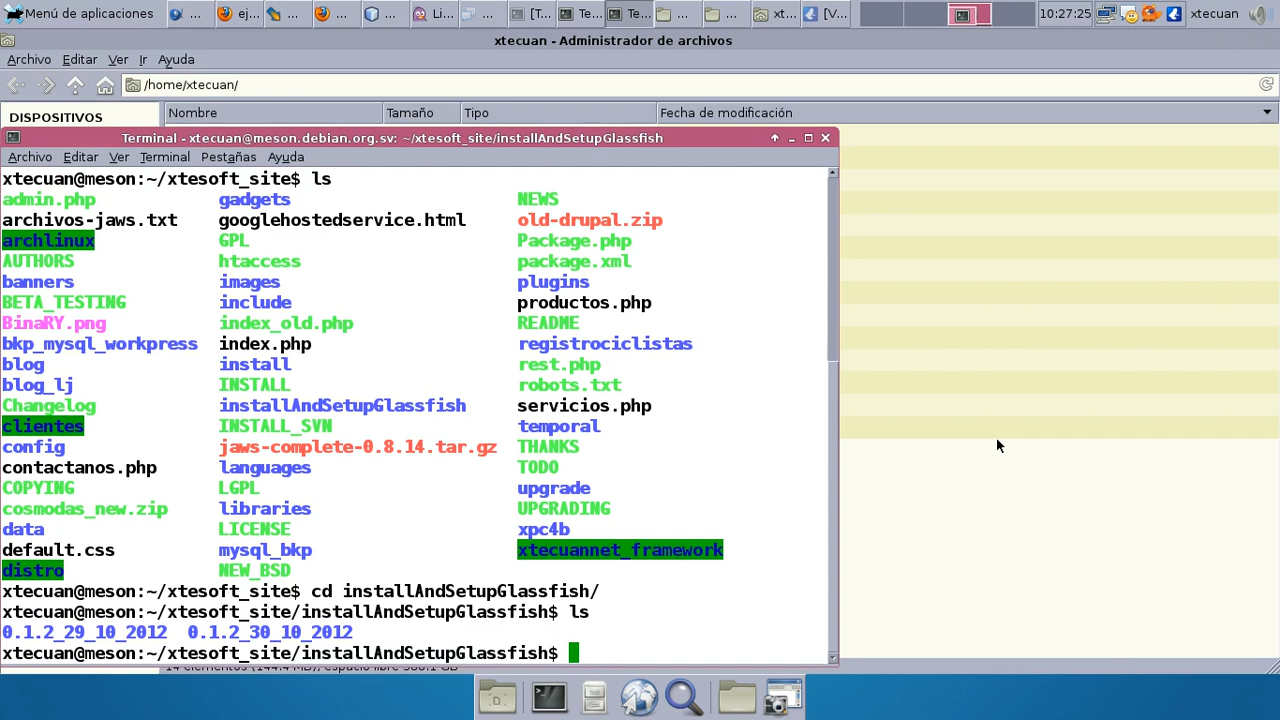 Menú de aplicaciones ... ej... ... ... ... Li... ... [T... Te... Te... ... ... xt... [V... 10:27:25 xtecuan
xtecuan - Administrador de archivos
Archivo Editar Ver Ir Ayuda
/home/xtecuan/
DISPOSITIVOS Nombre Tamaño Tipo Fecha de modificación
Terminal - xtecuan@meson.debian.org.sv: ~/xtesoft_site/installAndSetupGlassfish
Archivo Editar Ver Terminal Pestañas Ayuda
xtecuan@meson:~/xtesoft_site$ ls
admin.php gadgets NEWS
archivos-jaws.txt googlehostedservice.html old-drupal.zip
archlinux GPL Package.php
AUTHORS htaccess package.xml
banners images plugins
BETA_TESTING include productos.php
BinaRY.png index_old.php README
bkp_mysql_workpress index.php registrociclistas
blog install rest.php
blog_lj INSTALL robots.txt
Changelog installAndSetupGlassfish servicios.php
clientes INSTALL_SVN temporal
config jaws-complete-0.8.14.tar.gz THANKS
contactanos.php languages TODO
COPYING LGPL upgrade
cosmodas_new.zip libraries UPGRADING
data LICENSE xpc4b
default.css mysql_bkp xtecuannet_framework
distro NEW_BSD
xtecuan@meson:~/xtesoft_site$ cd installAndSetupGlassfish/
xtecuan@meson:~/xtesoft_site/installAndSetupGlassfish$ ls
0.1.2_29_10_2012 0.1.2_30_10_2012
xtecuan@meson:~/xtesoft_site/installAndSetupGlassfish$